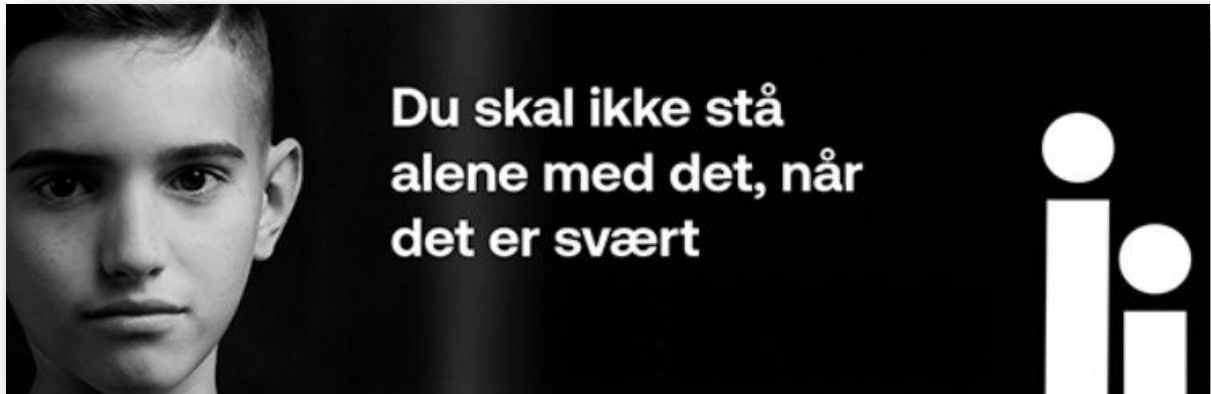 Du skal ikke stå
alene med det, når
det er svært